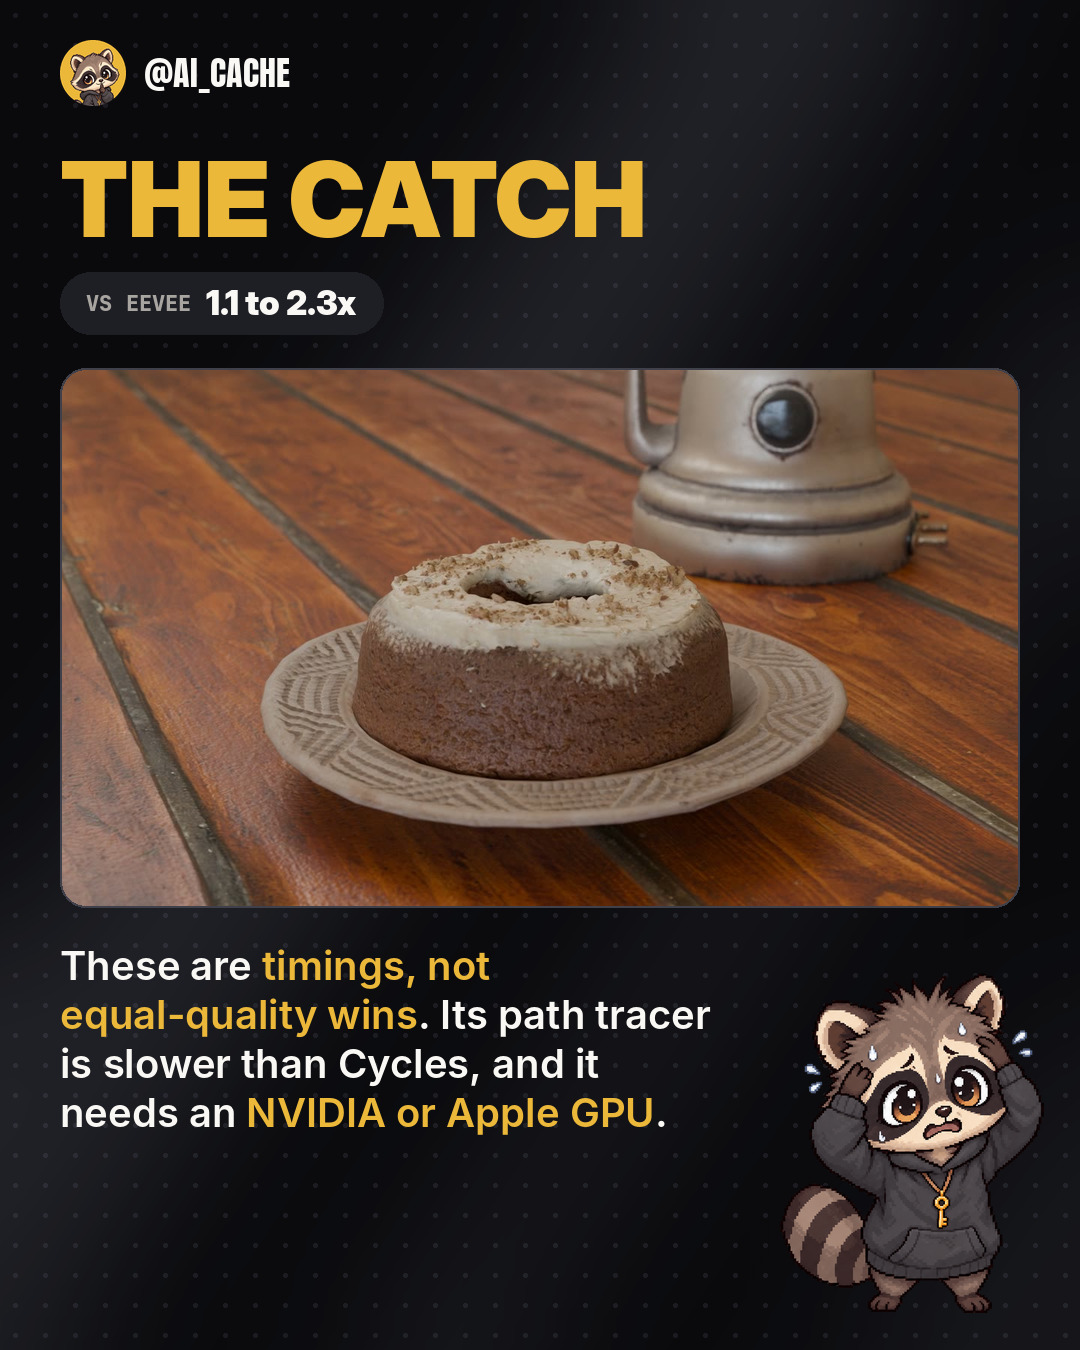 @AI_CACHE
THE CATCH
VS EEVEE 1.1 to 2.3x
These are timings, not
equal-quality wins. Its path tracer
is slower than Cycles, and it
needs an NVIDIA or Apple GPU.